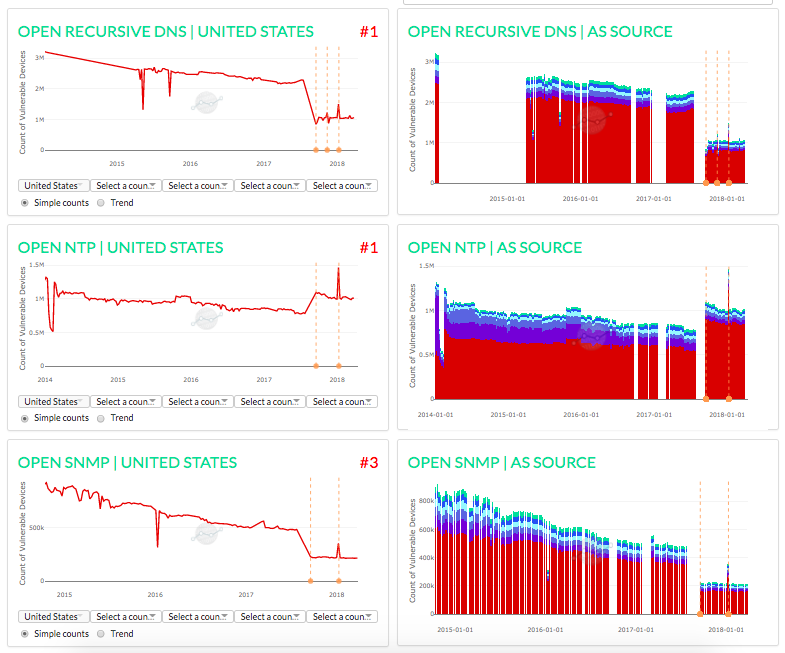 OPEN RECURSIVE DNS | UNITED STATES #1
Count of Vulnerable Devices
3M
2M
1M
0
2015 2016 2017 2018
United States Select a coun... Select a coun... Select a coun... Select a coun...
Simple counts Trend
OPEN RECURSIVE DNS | AS SOURCE
Count of Vulnerable Devices
3M
2M
1M
0
2015-01-01 2016-01-01 2017-01-01 2018-01-01
OPEN NTP | UNITED STATES #1
Count of Vulnerable Devices
1.5M
1M
0.5M
0
2014 2015 2016 2017 2018
United States Select a coun... Select a coun... Select a coun... Select a coun...
Simple counts Trend
OPEN NTP | AS SOURCE
Count of Vulnerable Devices
1.5M
1M
0.5M
0
2014-01-01 2015-01-01 2016-01-01 2017-01-01 2018-01-01
OPEN SNMP | UNITED STATES #3
Count of Vulnerable Devices
500k
0
2015 2016 2017 2018
United States Select a coun... Select a coun... Select a coun... Select a coun...
Simple counts Trend
OPEN SNMP | AS SOURCE
Count of Vulnerable Devices
800k
600k
400k
200k
0
2015-01-01 2016-01-01 2017-01-01 2018-01-01